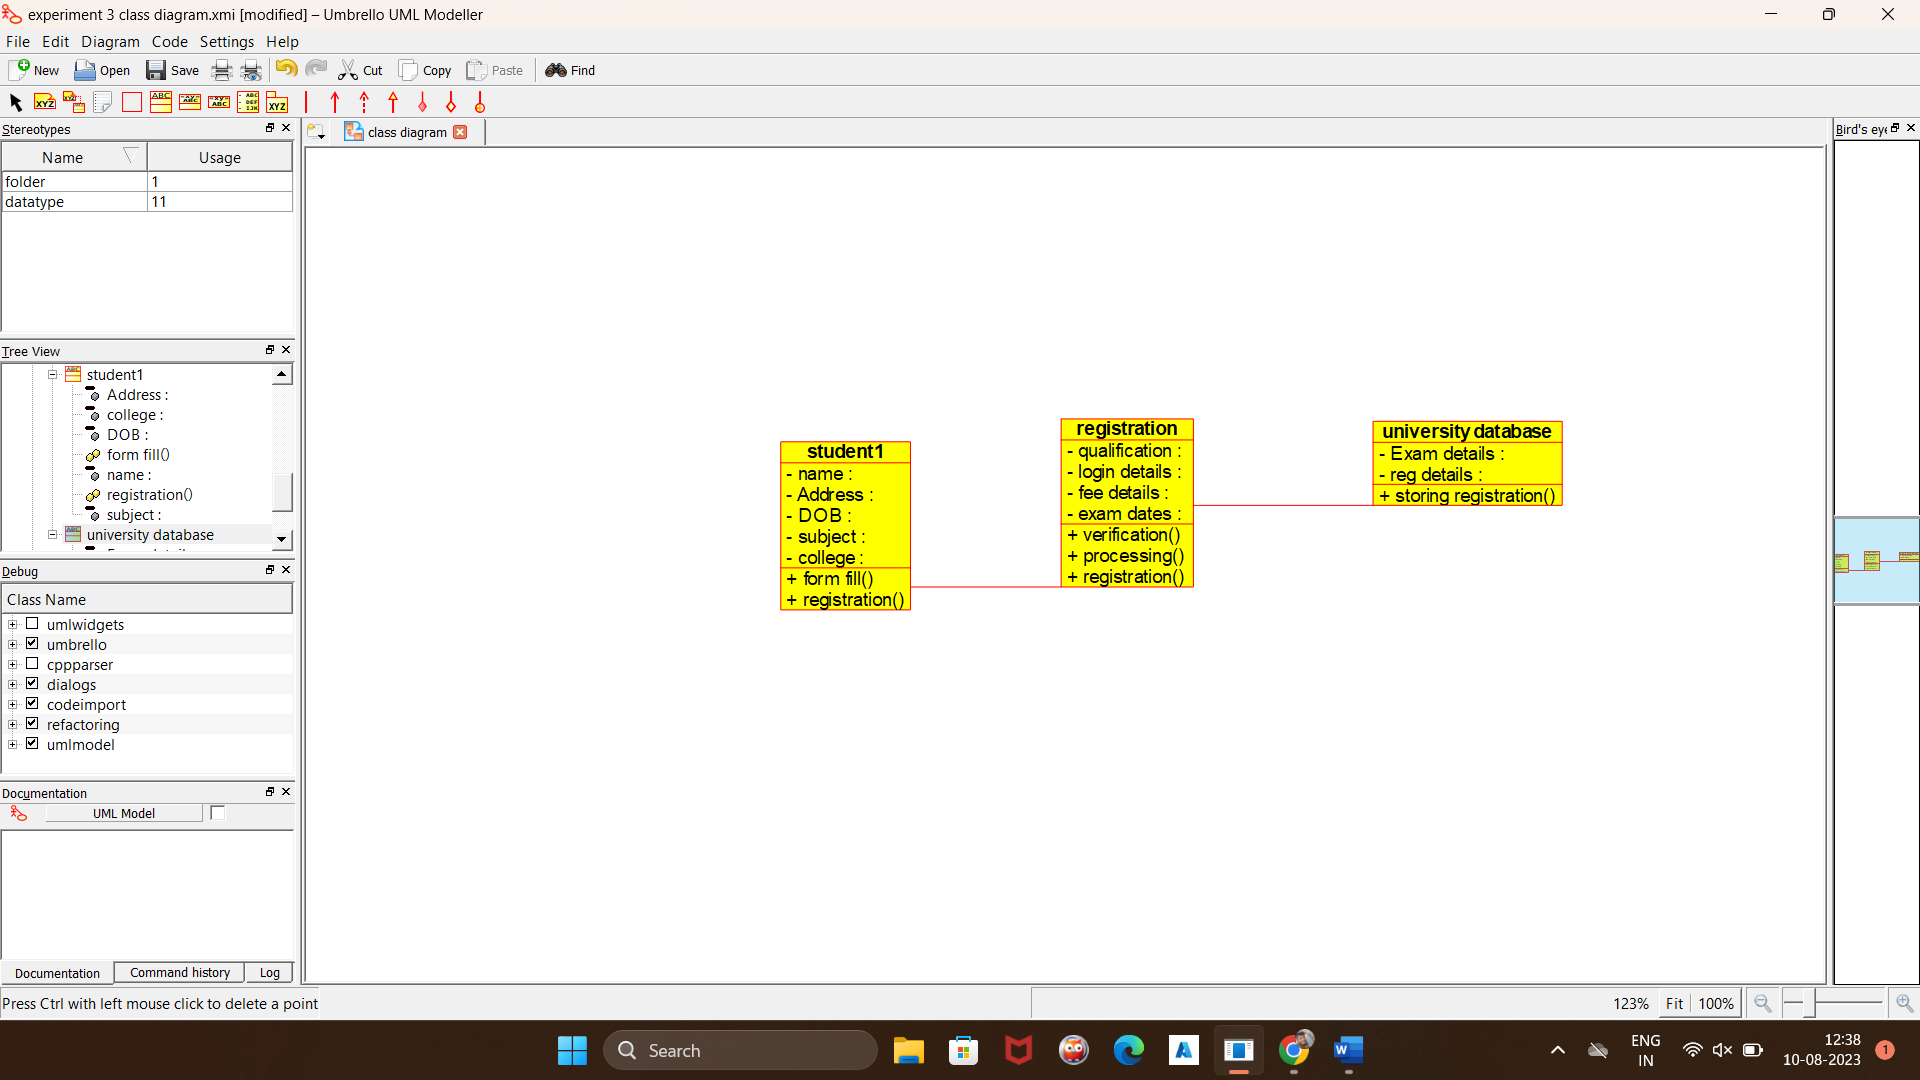 experiment 3 class diagram.xmi [modified] – Umbrello UML Modeller
File Edit Diagram Code Settings Help
New Open Save Cut Copy Paste Find
Stereotypes
Name Usage
folder 1
datatype 11
Tree View
student1
Address :
college :
DOB :
form fill()
name :
registration()
subject :
university database
Debug
Class Name
umlwidgets
umbrello
cppparser
dialogs
codeimport
refactoring
umlmodel
Documentation
UML Model
Documentation Command history Log
class diagram
student1
- name :
- Address :
- DOB :
- subject :
- college :
+ form fill()
+ registration()
registration
- qualification :
- login details :
- fee details :
- exam dates :
+ verification()
+ processing()
+ registration()
university database
- Exam details :
- reg details :
+ storing registration()
Bird's eye
Press Ctrl with left mouse click to delete a point
123% Fit 100%
Search
ENG
IN
12:38
10-08-2023
1